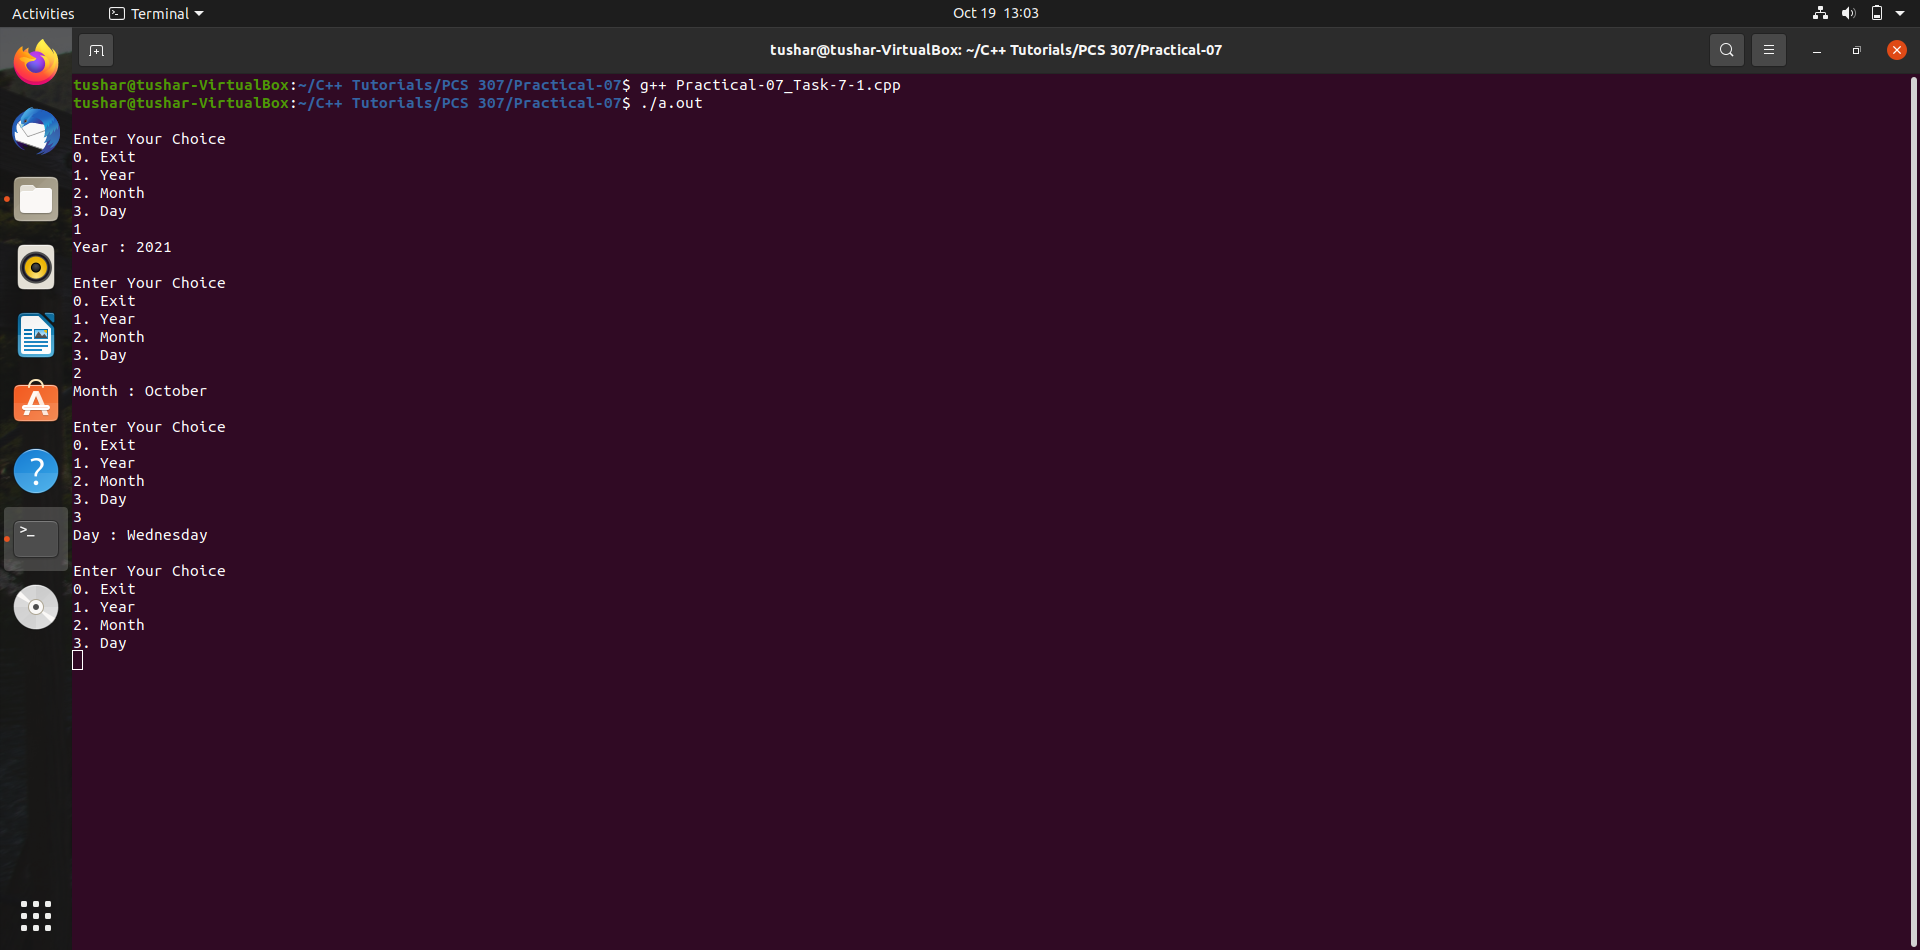 Activities Terminal Oct 19 13:03
tushar@tushar-VirtualBox: ~/C++ Tutorials/PCS 307/Practical-07
tushar@tushar-VirtualBox:~/C++ Tutorials/PCS 307/Practical-07$ g++ Practical-07_Task-7-1.cpp
tushar@tushar-VirtualBox:~/C++ Tutorials/PCS 307/Practical-07$ ./a.out
Enter Your Choice
0. Exit
1. Year
2. Month
3. Day
1
Year : 2021
Enter Your Choice
0. Exit
1. Year
2. Month
3. Day
2
Month : October
Enter Your Choice
0. Exit
1. Year
2. Month
3. Day
3
Day : Wednesday
Enter Your Choice
0. Exit
1. Year
2. Month
3. Day